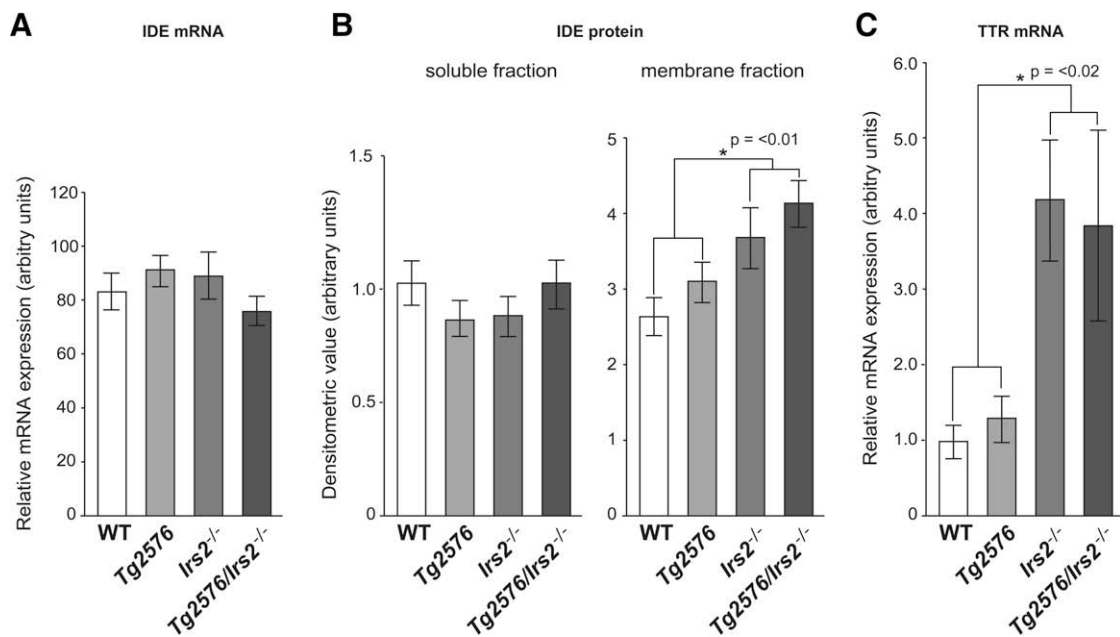 A
IDE mRNA
Relative mRNA expression (arbitry units)
120
100
80
60
40
20
0
WT
Tg2576
Irs2-/-
Tg2576/Irs2-/-
B
IDE protein
soluble fraction
Densitometric value (arbitrary units)
1.5
1.0
0.5
0
WT
Tg2576
Irs2-/-
Tg2576/Irs2-/-
membrane fraction
5
4
3
2
1
0
* p = <0.01
WT
Tg2576
Irs2-/-
Tg2576/Irs2-/-
C
TTR mRNA
Relative mRNA expression (arbitry units)
6.0
5.0
4.0
3.0
2.0
1.0
0
* p = <0.02
WT
Tg2576
Irs2-/-
Tg2576/Irs2-/-